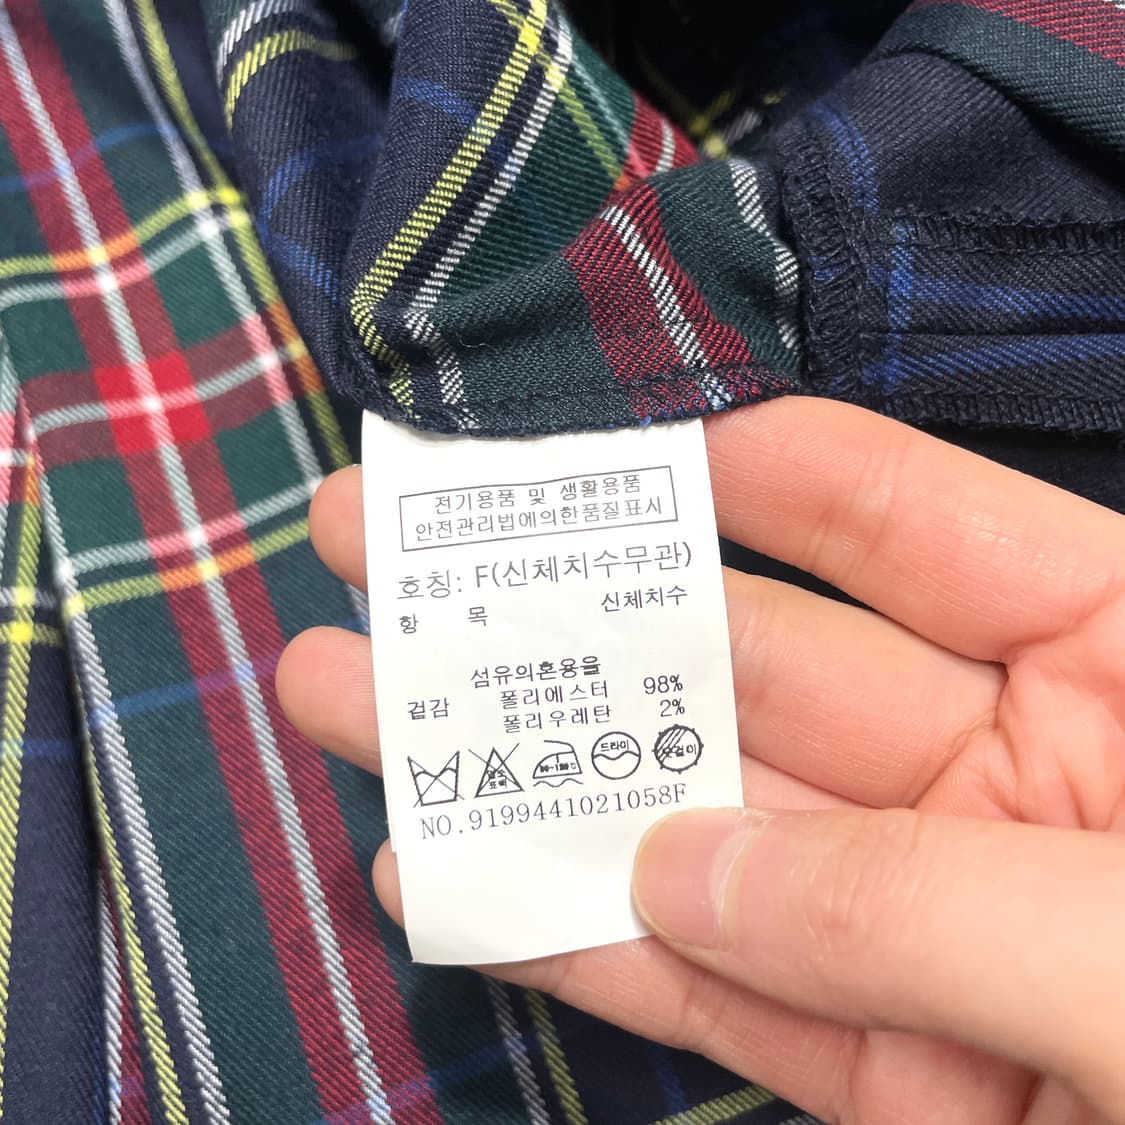 전기용품 및 생활용품
안전관리법에의한품질표시
호칭: F(신체치수무관)
항 목 신체치수
섬유의혼용율
겉감 폴리에스터 98%
폴리우레탄 2%
드라이
NO.9199441021058F